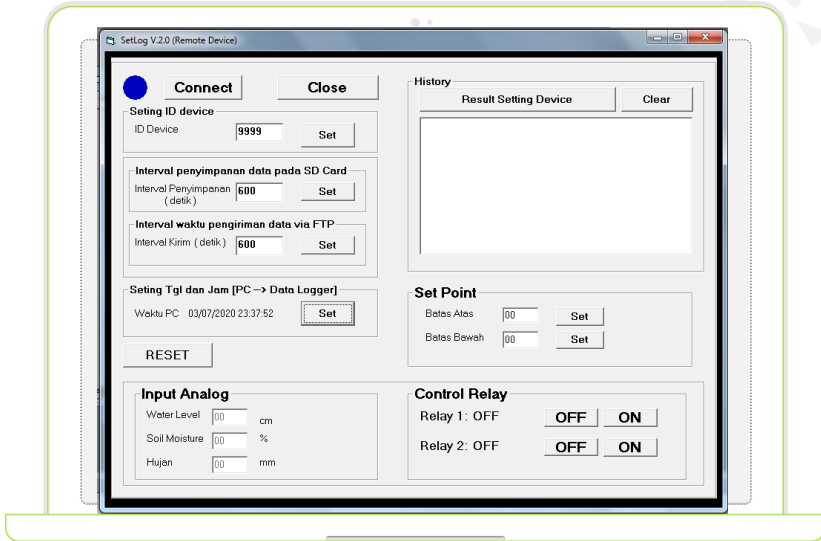 SetLog V.2.0 (Remote Device)
Connect
Close
Seting ID device
ID Device
9999
Set
Interval penyimpanan data pada SD Card
Interval Penyimpanan
( detik )
600
Set
Interval waktu pengiriman data via FTP
Interval Kirim ( detik )
600
Set
Seting Tgl dan Jam [PC --> Data Logger]
Waktu PC 03/07/2020 23:37:52
Set
RESET
History
Result Setting Device
Clear
Set Point
Batas Atas
00
Set
Batas Bawah
00
Set
Input Analog
Water Level
00
cm
Soil Moisture
00
%
Hujan
00
mm
Control Relay
Relay 1: OFF
OFF
ON
Relay 2: OFF
OFF
ON